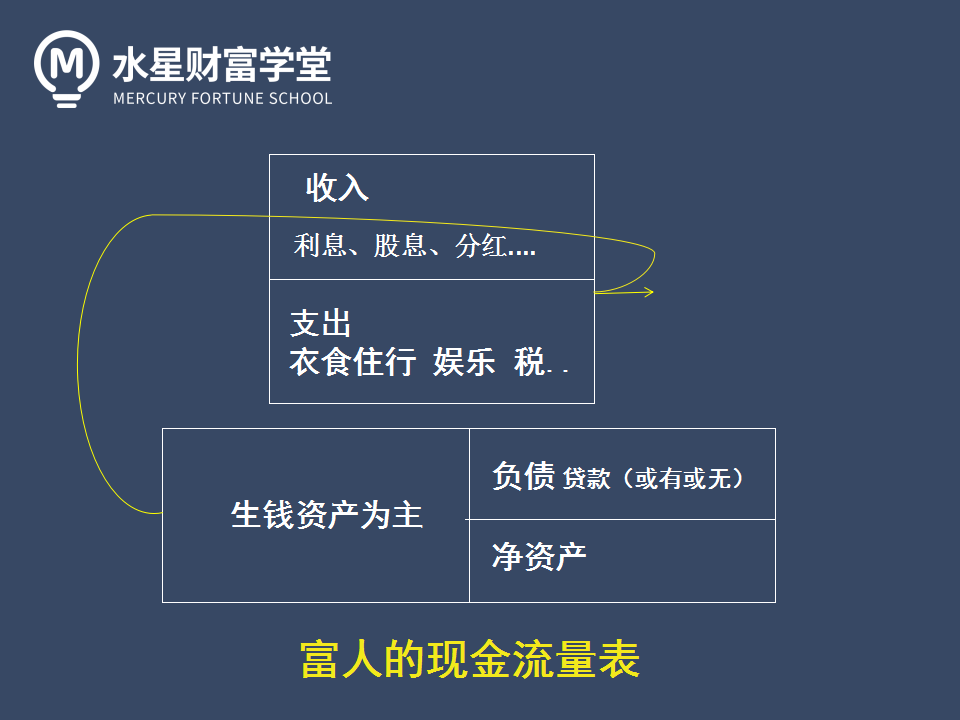 M
水星财富学堂
MERCURY FORTUNE SCHOOL
收入
利息、股息、分红....
支出
衣食住行 娱乐 税. .
负债 贷款（或有或无）
生钱资产为主
净资产
富人的现金流量表